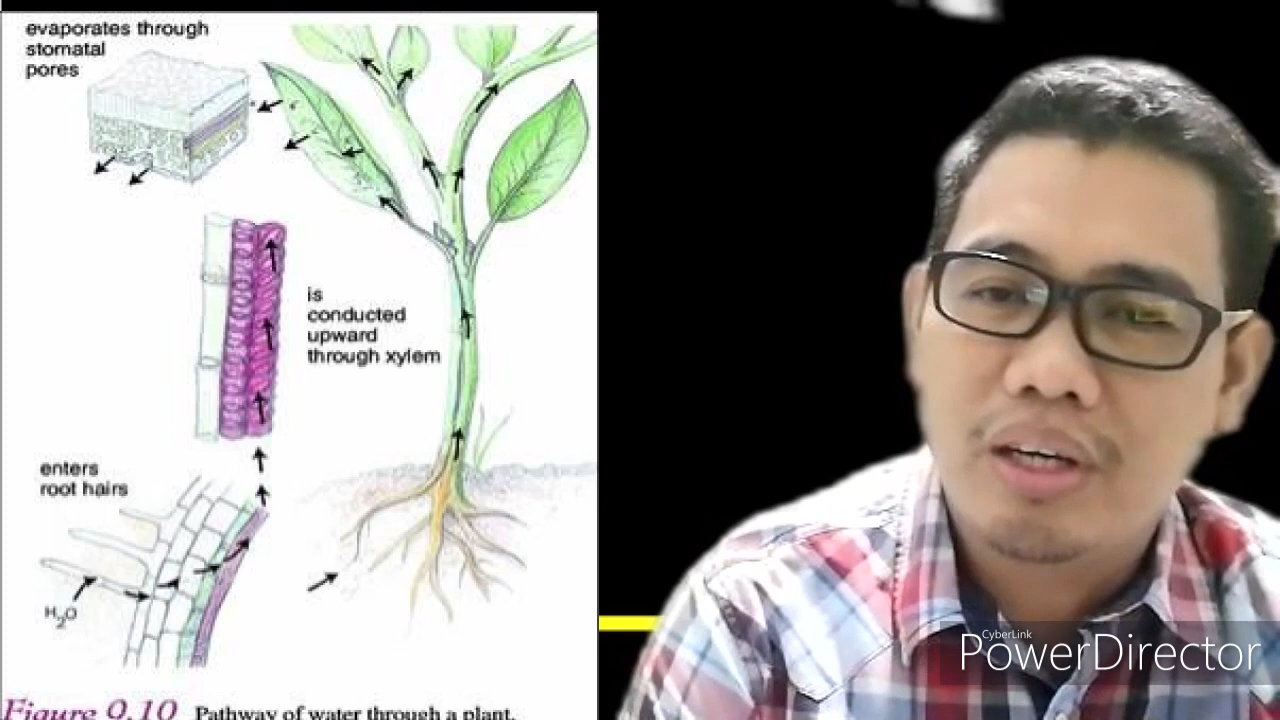 evaporates through
stomatal
pores
is
conducted
upward
through xylem
enters
root hairs
H₂O
Figure 9.10 Pathway of water through a plant.
CyberLink
PowerDirector